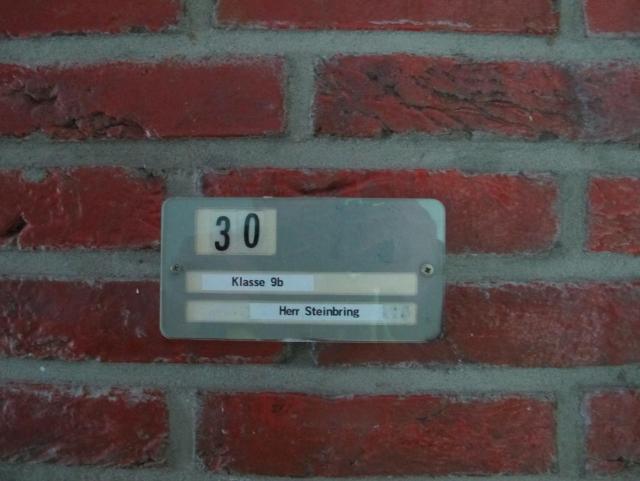 30
Klasse 9b
Herr Steinbring